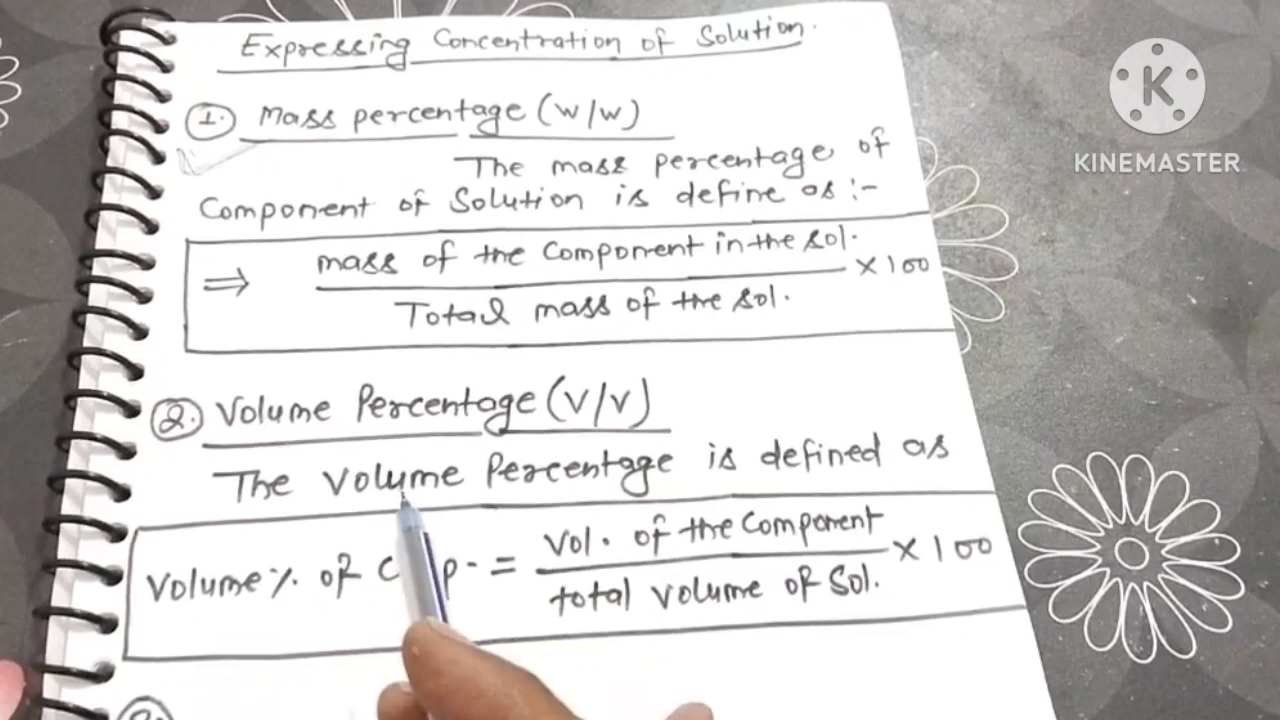 Expressing Concentration of Solution.
1. Mass percentage (w/w)
The mass percentage of
Component of Solution is define as :-
⇒ mass of the Component in the sol. × 100
Total mass of the sol.
2. Volume Percentage (v/v)
The Volume Percentage is defined as
Volume % of = Vol. of the Component × 100
total volume of Sol.
K
KINEMASTER